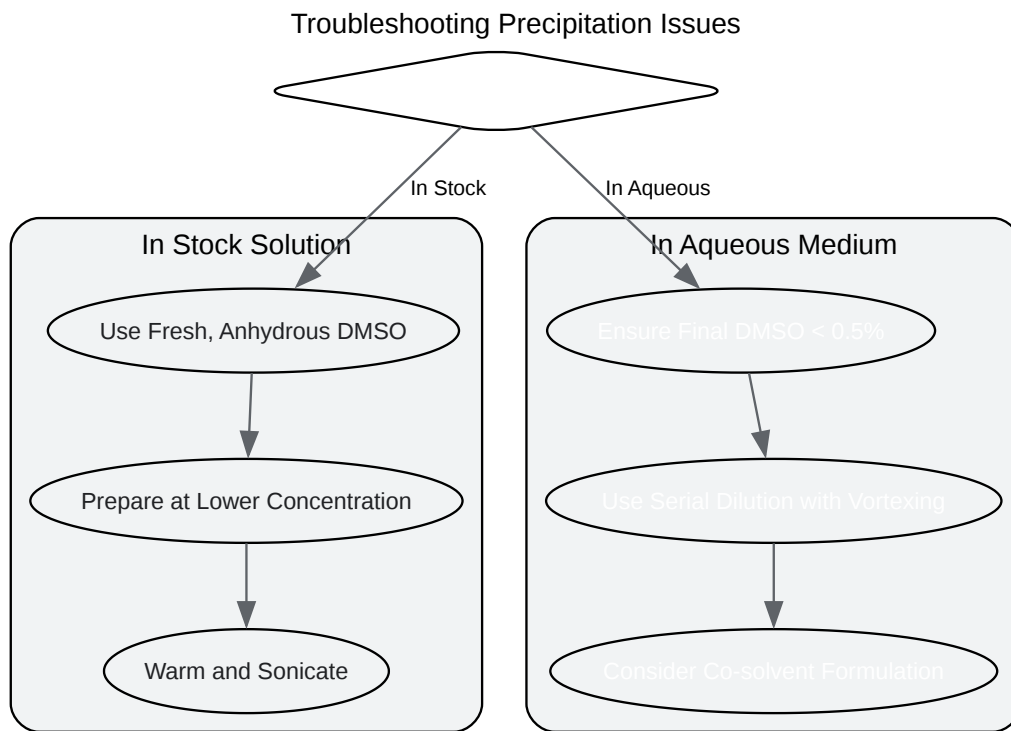 Troubleshooting Precipitation Issues
In Stock
In Aqueous
In Stock Solution
Use Fresh, Anhydrous DMSO
Prepare at Lower Concentration
Warm and Sonicate
In Aqueous Medium
Ensure Final DMSO < 0.5%
Use Serial Dilution with Vortexing
Consider Co-solvent Formulation